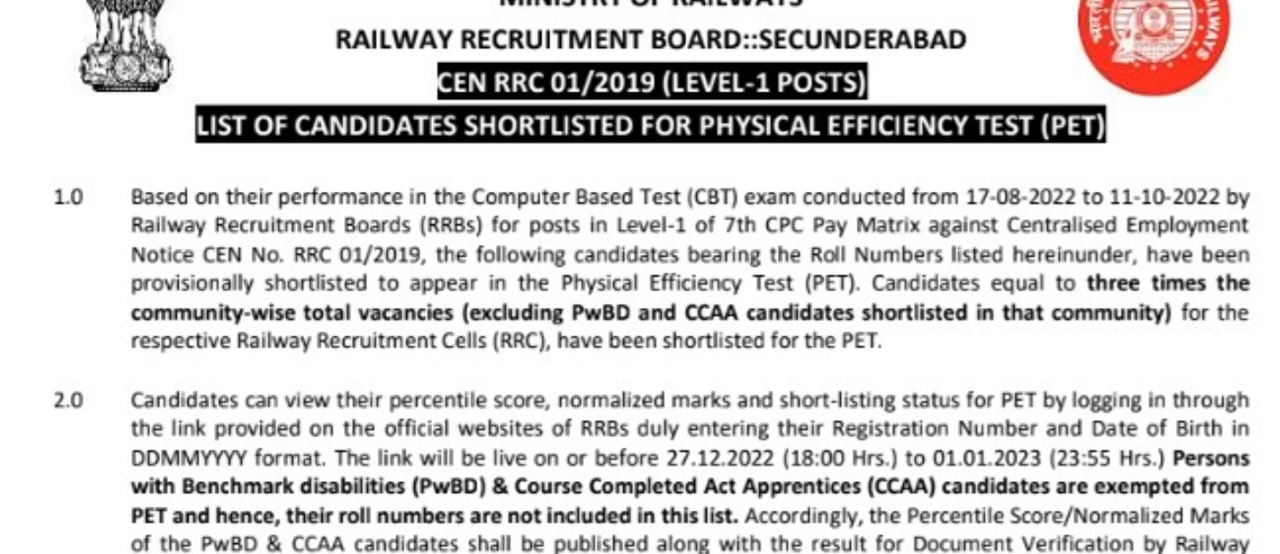 MINISTRY OF RAILWAYS
RAILWAY RECRUITMENT BOARD::SECUNDERABAD
CEN RRC 01/2019 (LEVEL-1 POSTS)
LIST OF CANDIDATES SHORTLISTED FOR PHYSICAL EFFICIENCY TEST (PET)
1.0 Based on their performance in the Computer Based Test (CBT) exam conducted from 17-08-2022 to 11-10-2022 by
Railway Recruitment Boards (RRBs) for posts in Level-1 of 7th CPC Pay Matrix against Centralised Employment
Notice CEN No. RRC 01/2019, the following candidates bearing the Roll Numbers listed hereinunder, have been
provisionally shortlisted to appear in the Physical Efficiency Test (PET). Candidates equal to three times the
community-wise total vacancies (excluding PwBD and CCAA candidates shortlisted in that community) for the
respective Railway Recruitment Cells (RRC), have been shortlisted for the PET.
2.0 Candidates can view their percentile score, normalized marks and short-listing status for PET by logging in through
the link provided on the official websites of RRBs duly entering their Registration Number and Date of Birth in
DDMMYYYY format. The link will be live on or before 27.12.2022 (18:00 Hrs.) to 01.01.2023 (23:55 Hrs.) Persons
with Benchmark disabilities (PwBD) & Course Completed Act Apprentices (CCAA) candidates are exempted from
PET and hence, their roll numbers are not included in this list. Accordingly, the Percentile Score/Normalized Marks
of the PwBD & CCAA candidates shall be published along with the result for Document Verification by Railway